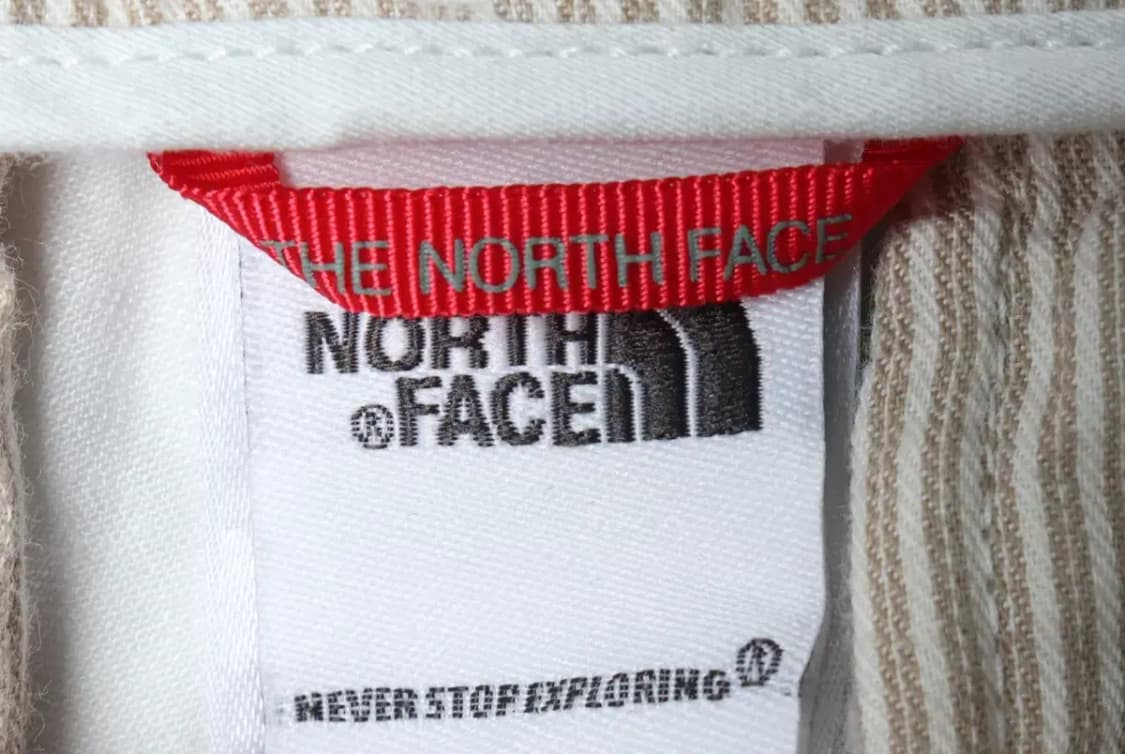 THE NORTH FACE
NORTH
®FACE
NEVER STOP EXPLORING®